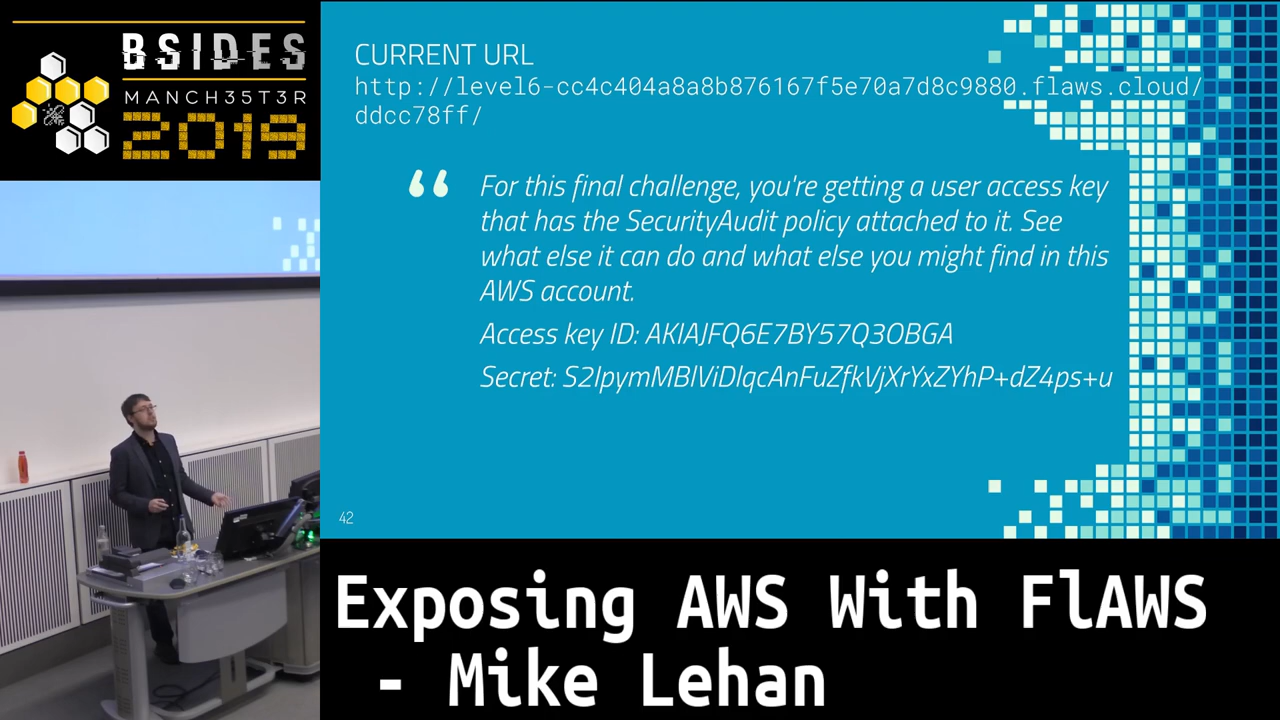 BSIDES
MANCH35T3R
2019
CURRENT URL
http://level6-cc4c404a8a8b876167f5e70a7d8c9880.flaws.cloud/
ddcc78ff/
“ For this final challenge, you're getting a user access key
that has the SecurityAudit policy attached to it. See
what else it can do and what else you might find in this
AWS account.
Access key ID: AKIAJFQ6E7BY57Q3OBGA
Secret: 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
42
Exposing AWS With FlAWS
- Mike Lehan